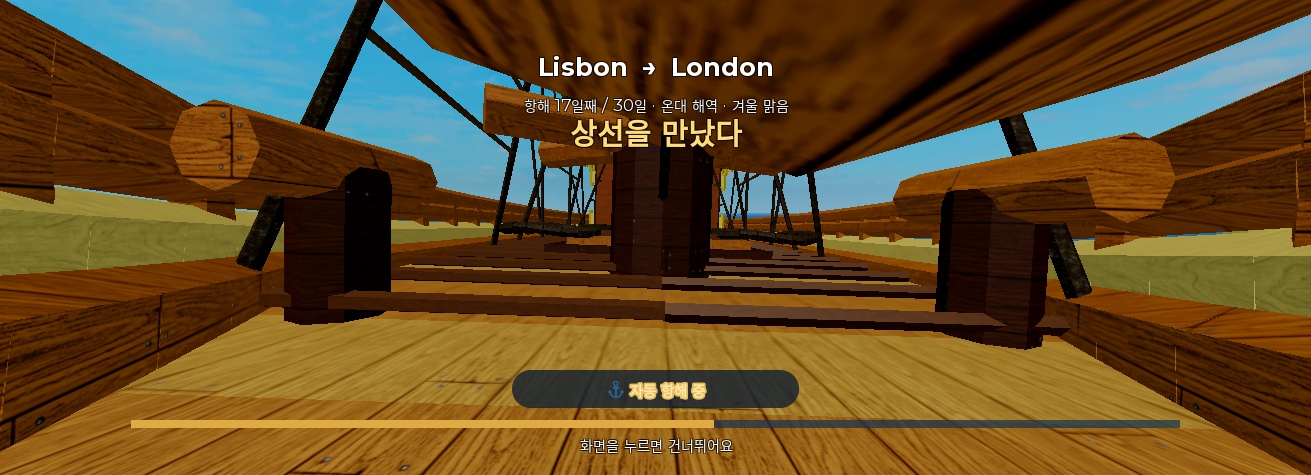 Lisbon → London
항해 17일째 / 30일 · 온대 해역 · 겨울 맑음
상선을 만났다
⚓ 자동 항해 중
화면을 누르면 건너뛰어요